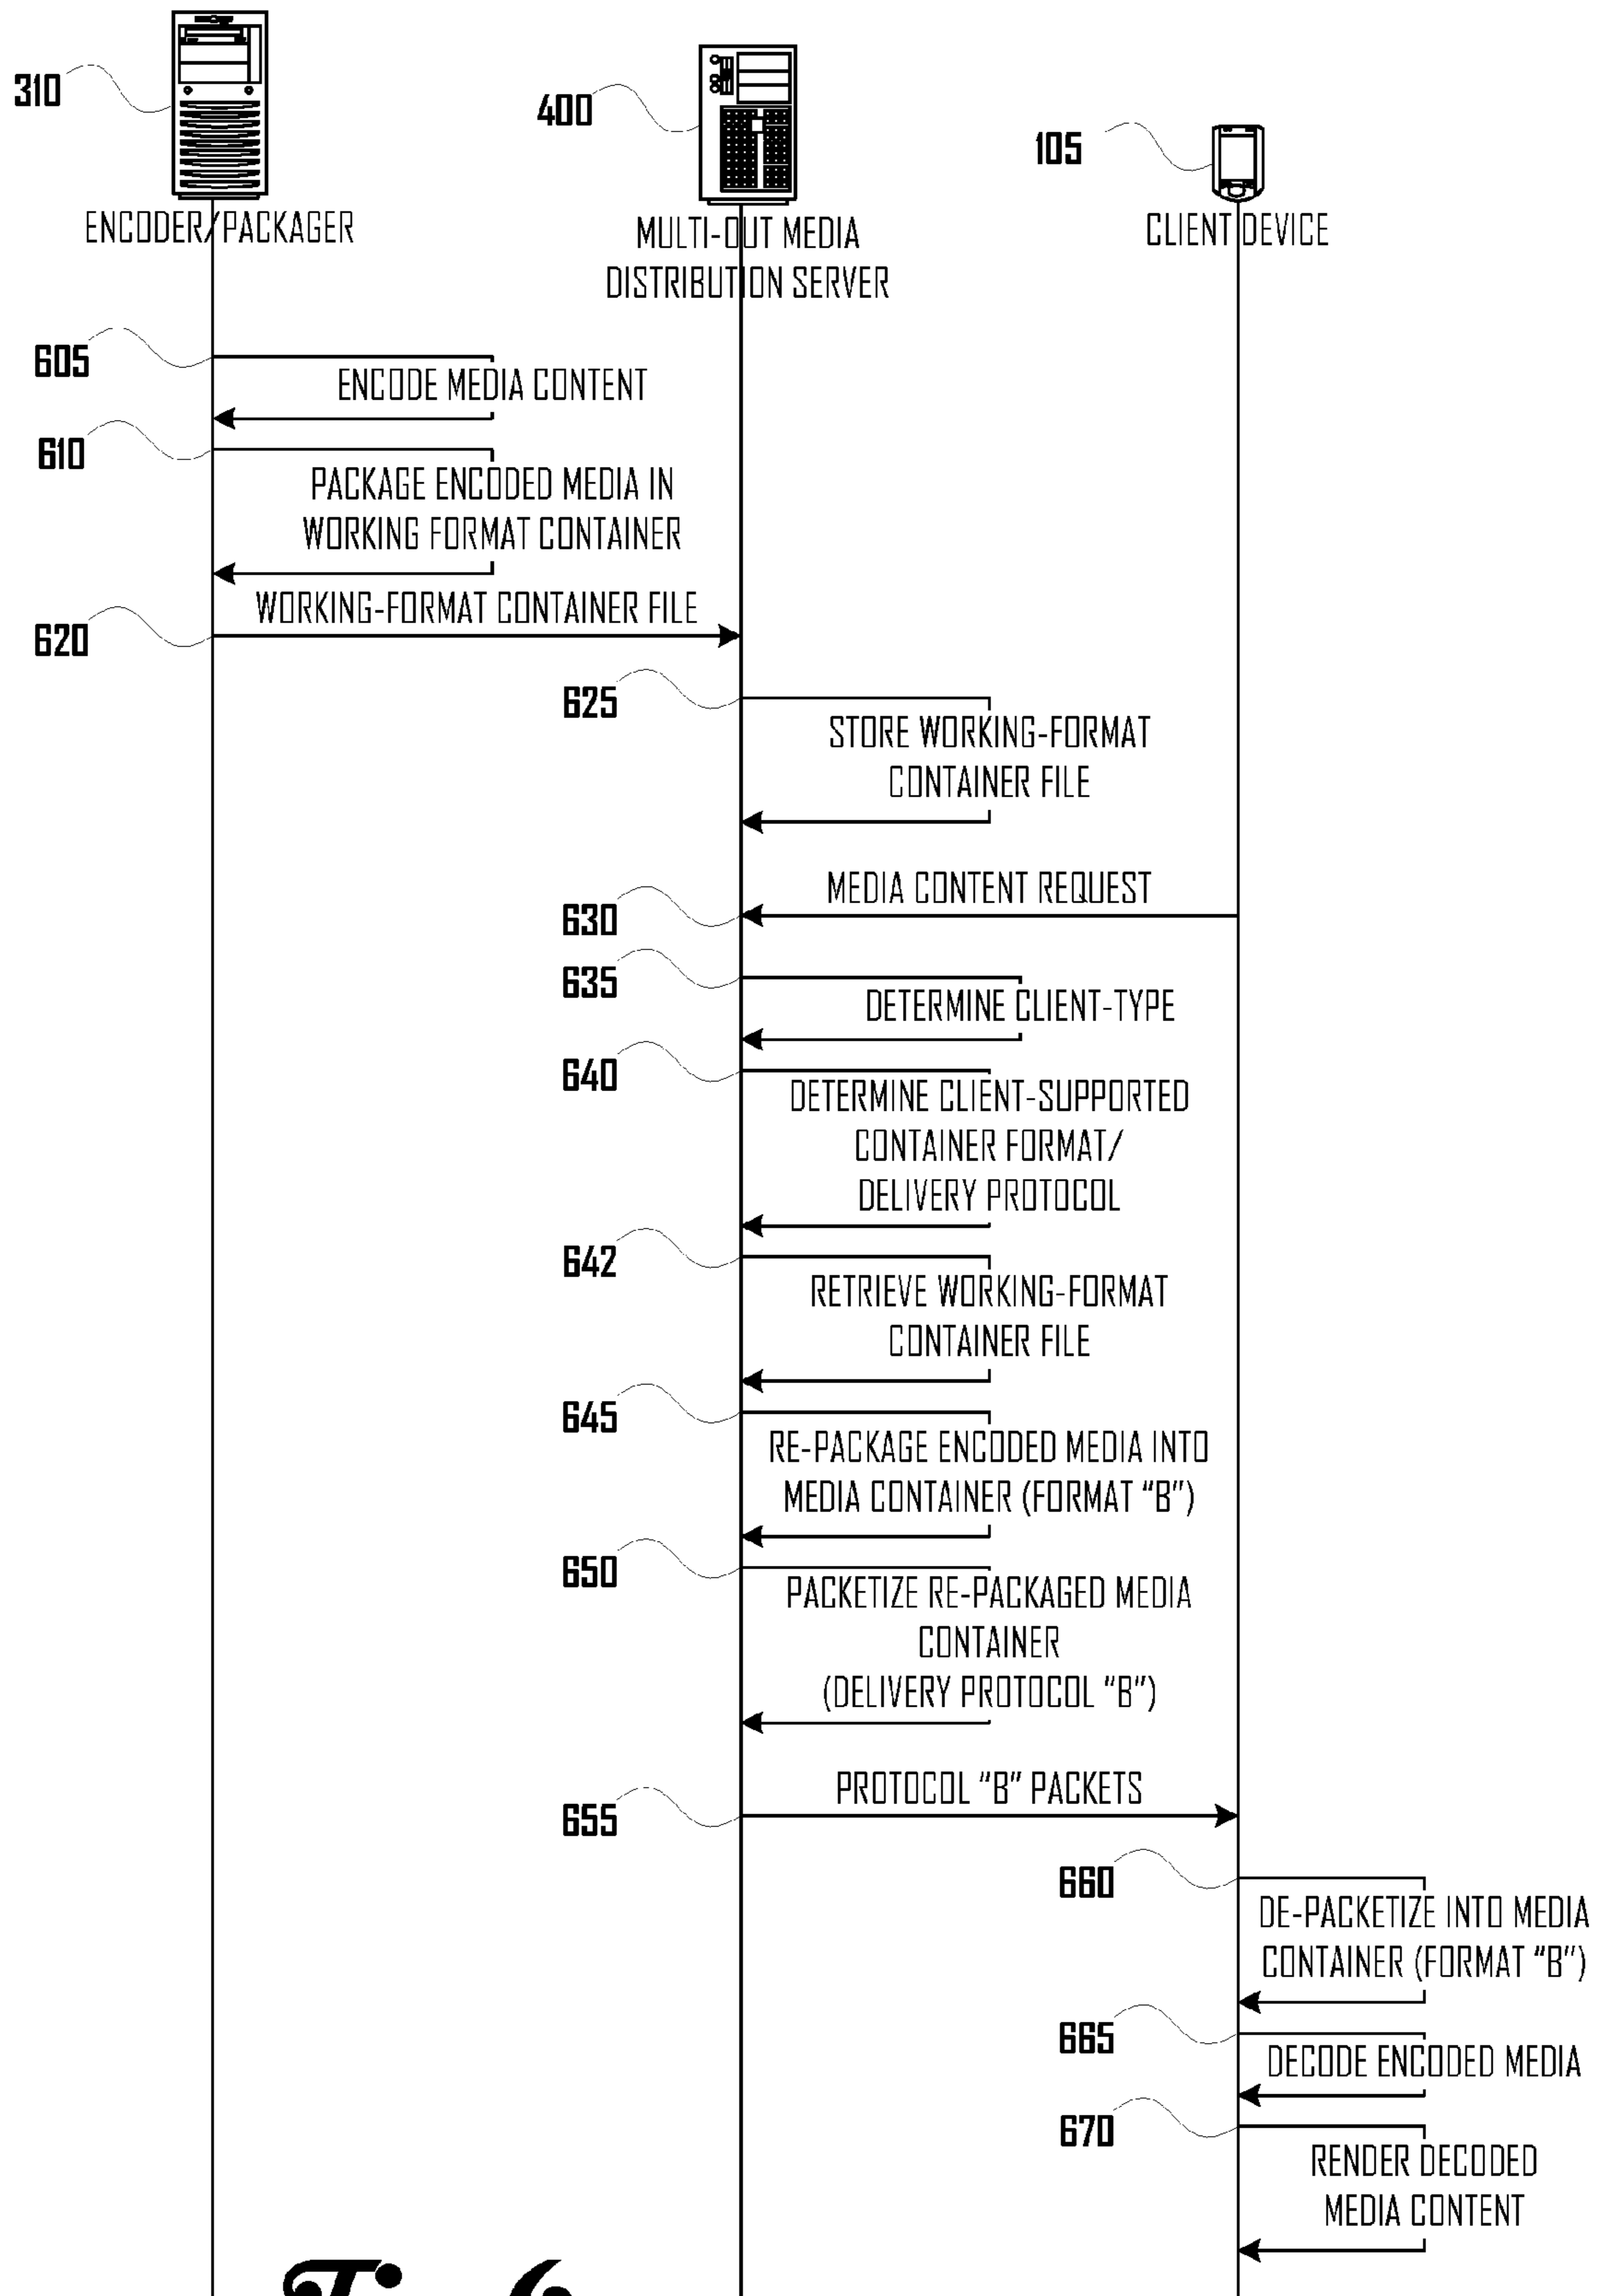 310
400
105
ENCODER/PACKAGER
MULTI-OUT MEDIA
DISTRIBUTION SERVER
CLIENT DEVICE
605
ENCODE MEDIA CONTENT
610
PACKAGE ENCODED MEDIA IN
WORKING FORMAT CONTAINER
WORKING-FORMAT CONTAINER FILE
620
625
STORE WORKING-FORMAT
CONTAINER FILE
MEDIA CONTENT REQUEST
630
635
DETERMINE CLIENT-TYPE
640
DETERMINE CLIENT-SUPPORTED
CONTAINER FORMAT/
DELIVERY PROTOCOL
642
RETRIEVE WORKING-FORMAT
CONTAINER FILE
645
RE-PACKAGE ENCODED MEDIA INTO
MEDIA CONTAINER (FORMAT "B")
650
PACKETIZE RE-PACKAGED MEDIA
CONTAINER
(DELIVERY PROTOCOL "B")
PROTOCOL "B" PACKETS
655
660
DE-PACKETIZE INTO MEDIA
CONTAINER (FORMAT "B")
665
DECODE ENCODED MEDIA
670
RENDER DECODED
MEDIA CONTENT